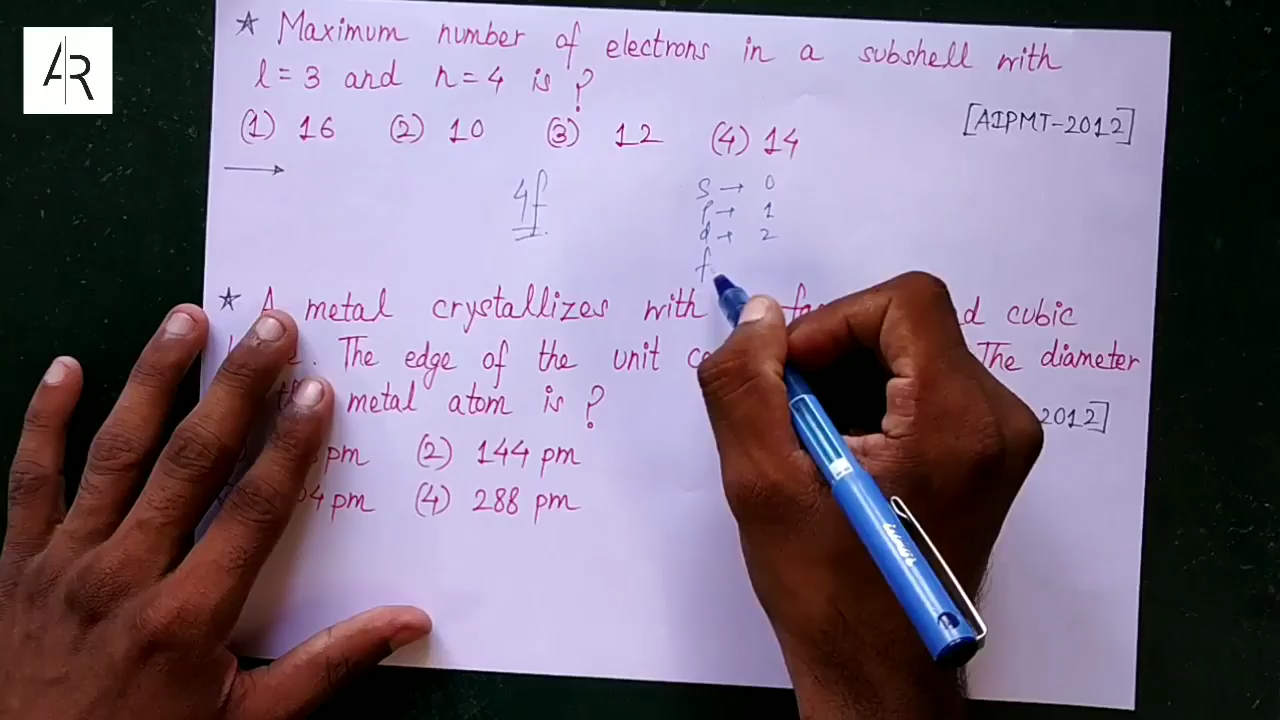 AR
★ Maximum number of electrons in a subshell with
l = 3 and n = 4 is ?
(1) 16 (2) 10 (3) 12 (4) 14
[AIPMT-2012]
→
4f
s → 0
p → 1
d → 2
f
★ A metal crystallizes with d cubic
. The edge of the unit The diameter
metal atom is ?
2012]
pm (2) 144 pm
04 pm (4) 288 pm